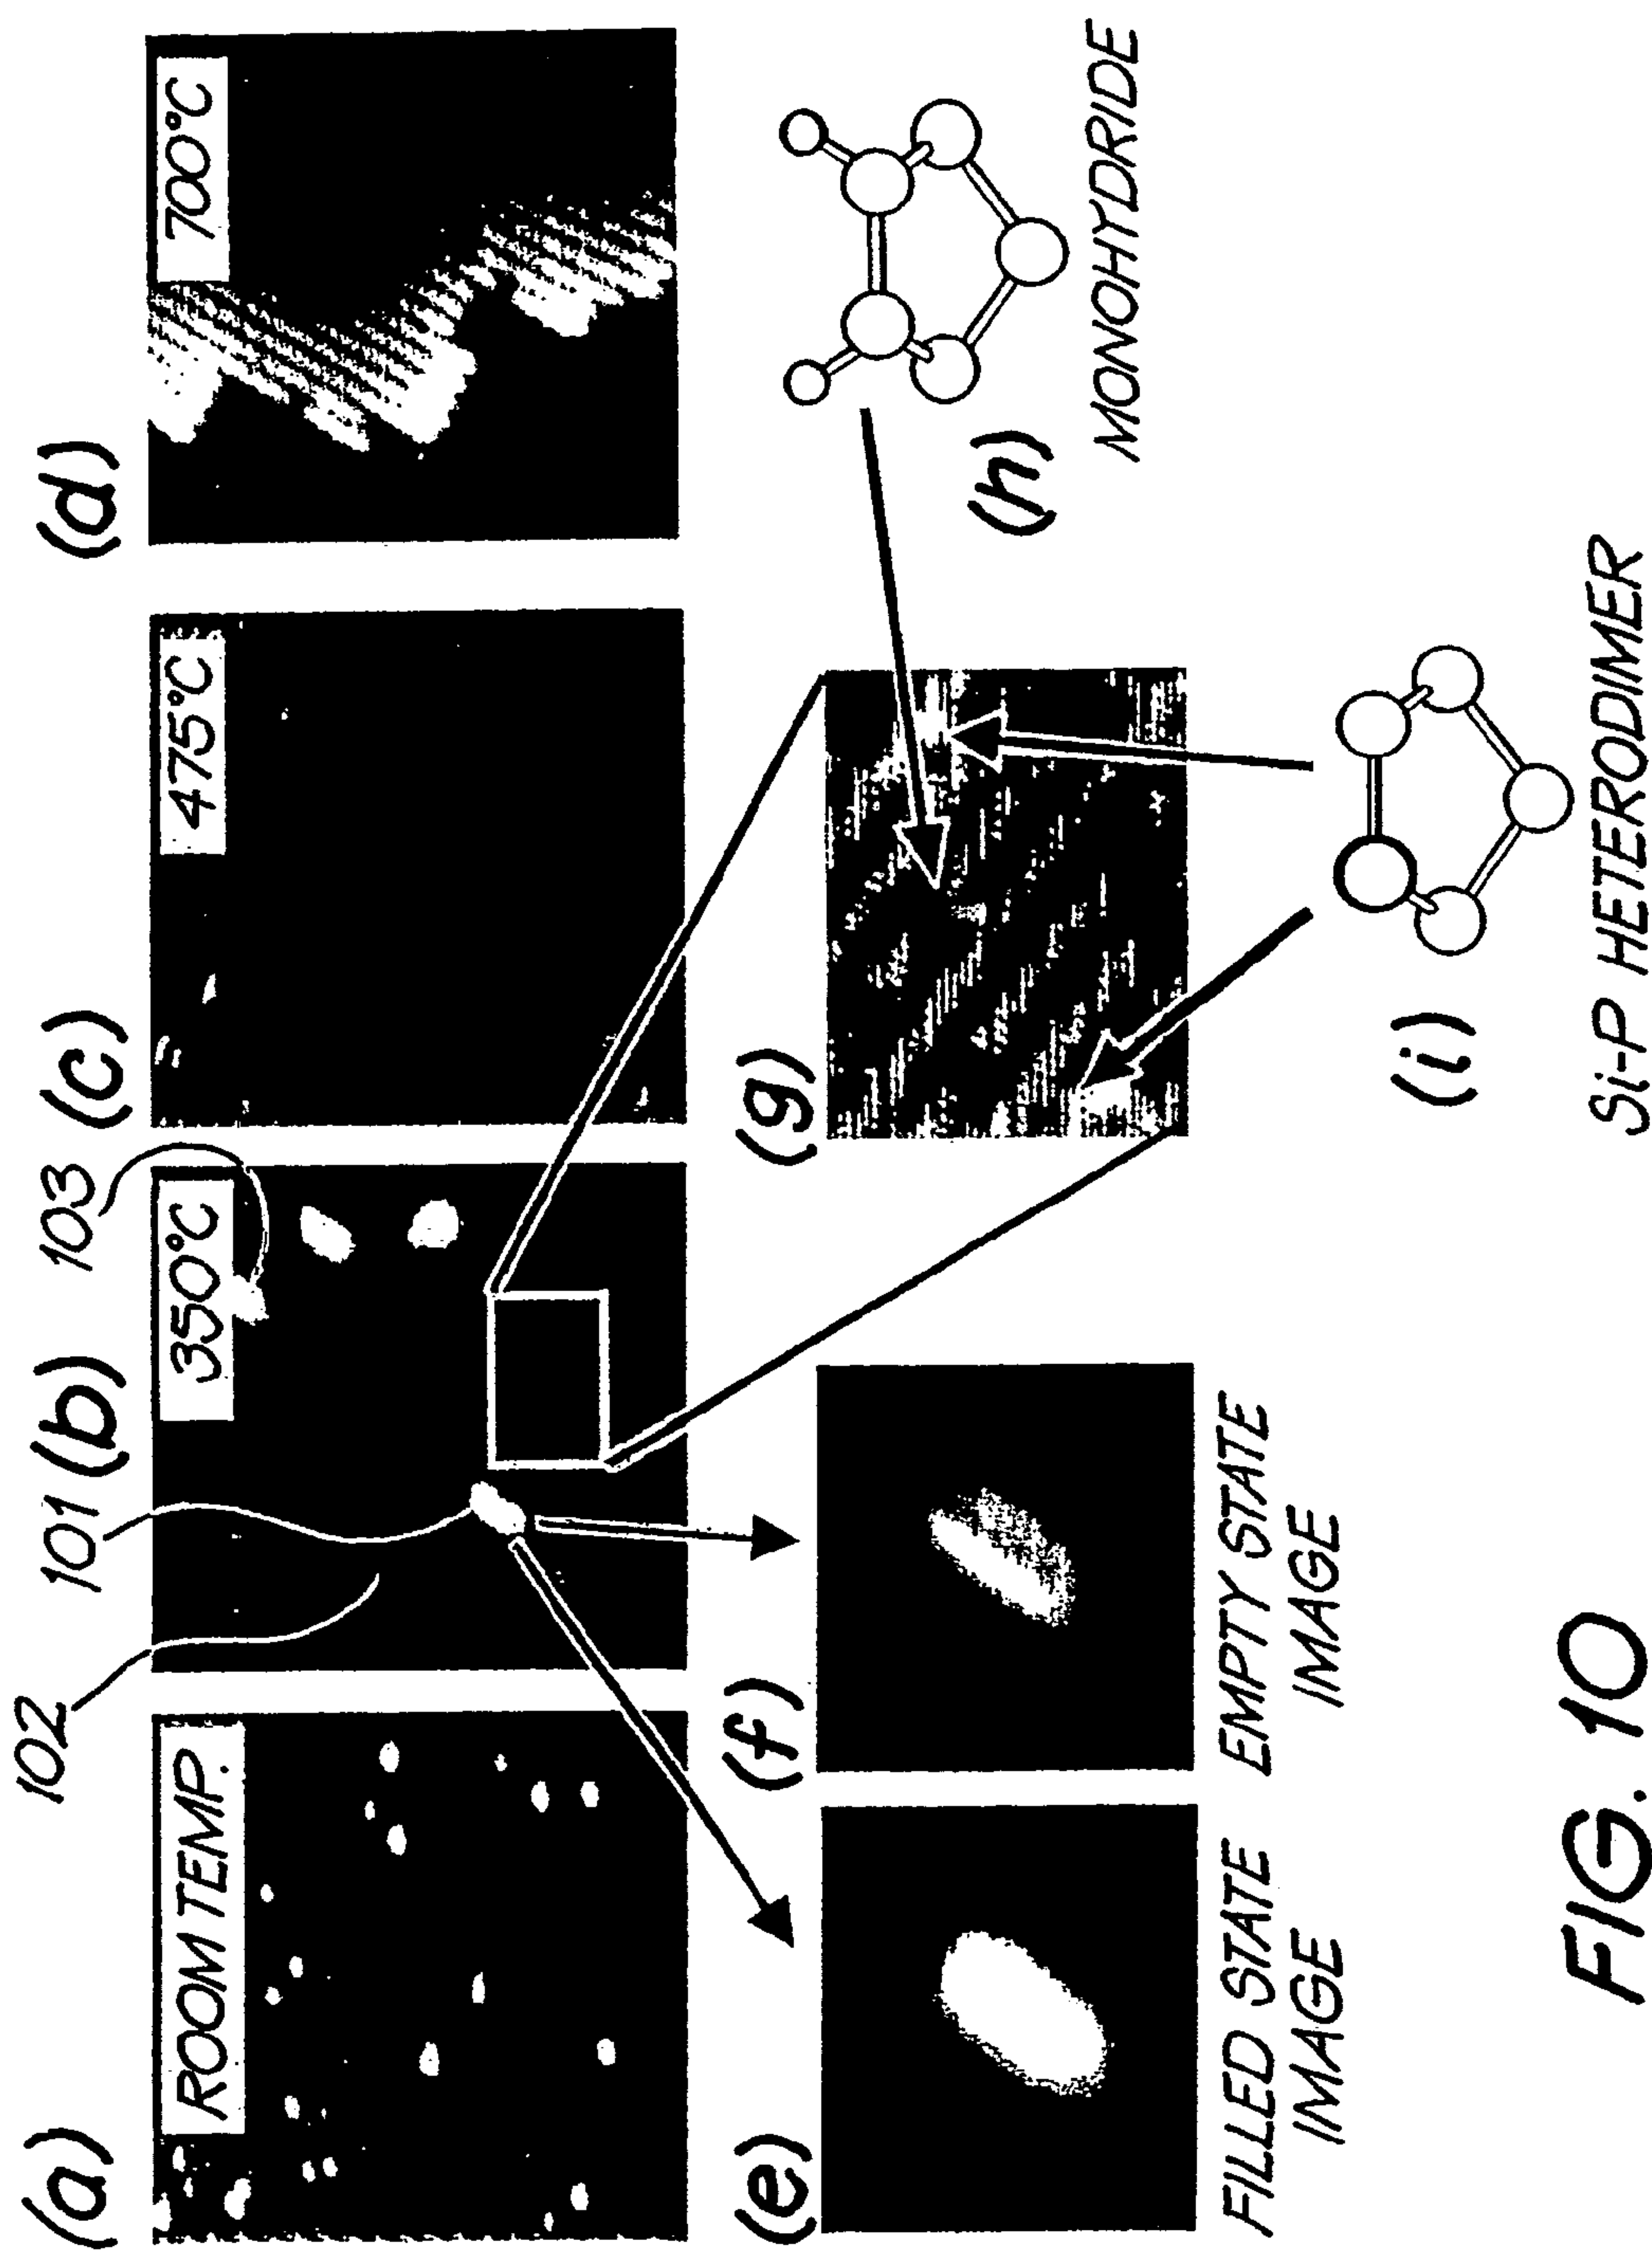 (a)
ROOM TEMP.
102
101
(b)
350°C
103
(c)
475°C
(d)
700°C
(e)
FILLED STATE
IMAGE
(f)
EMPTY STATE
IMAGE
(g)
(h)
MONOHYDRIDE
(i)
Si-P HETERODIMER
FIG. 10